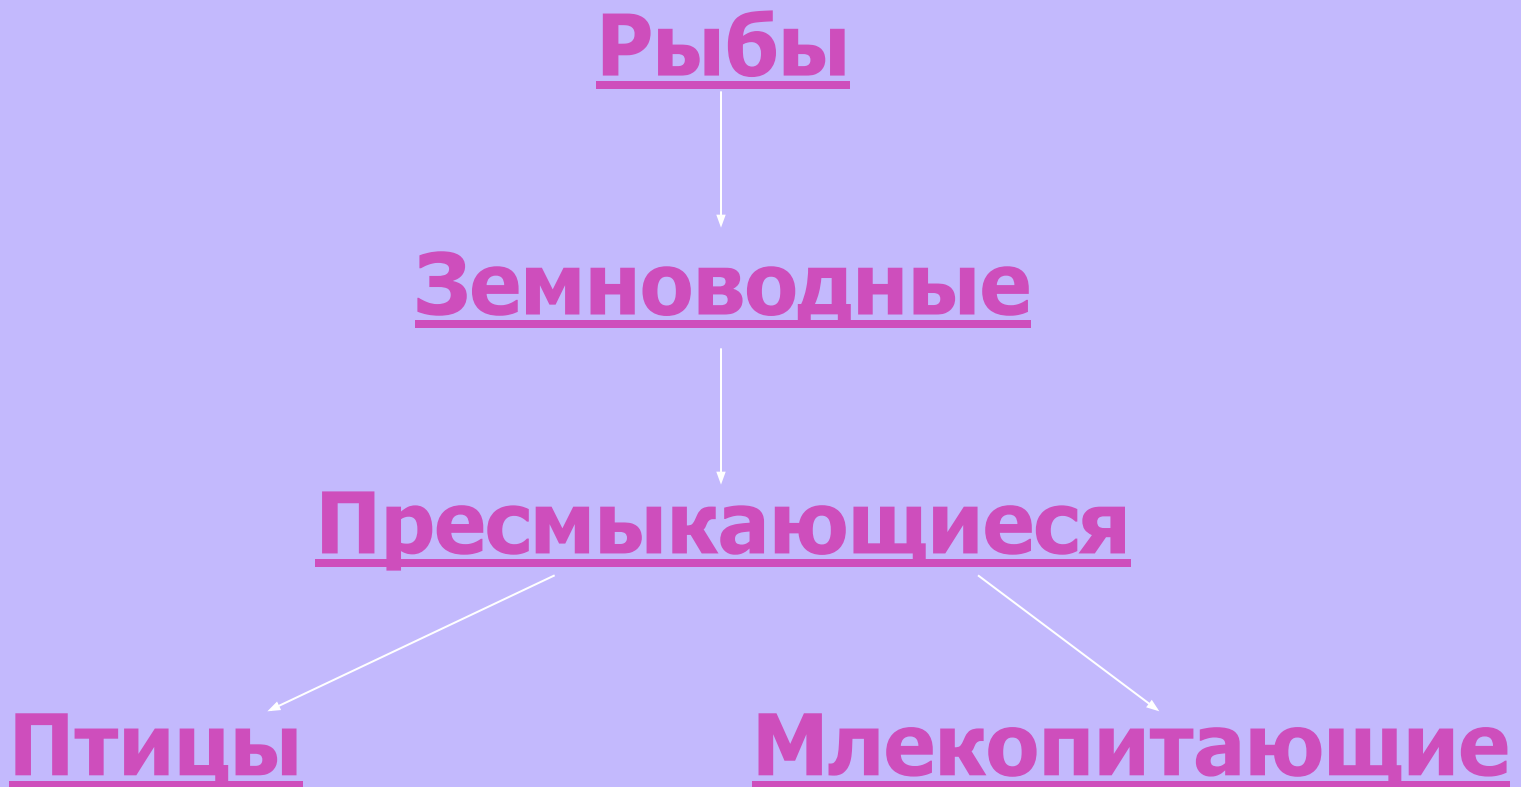 Рыбы
Земноводные
Пресмыкающиеся
Птицы Млекопитающие